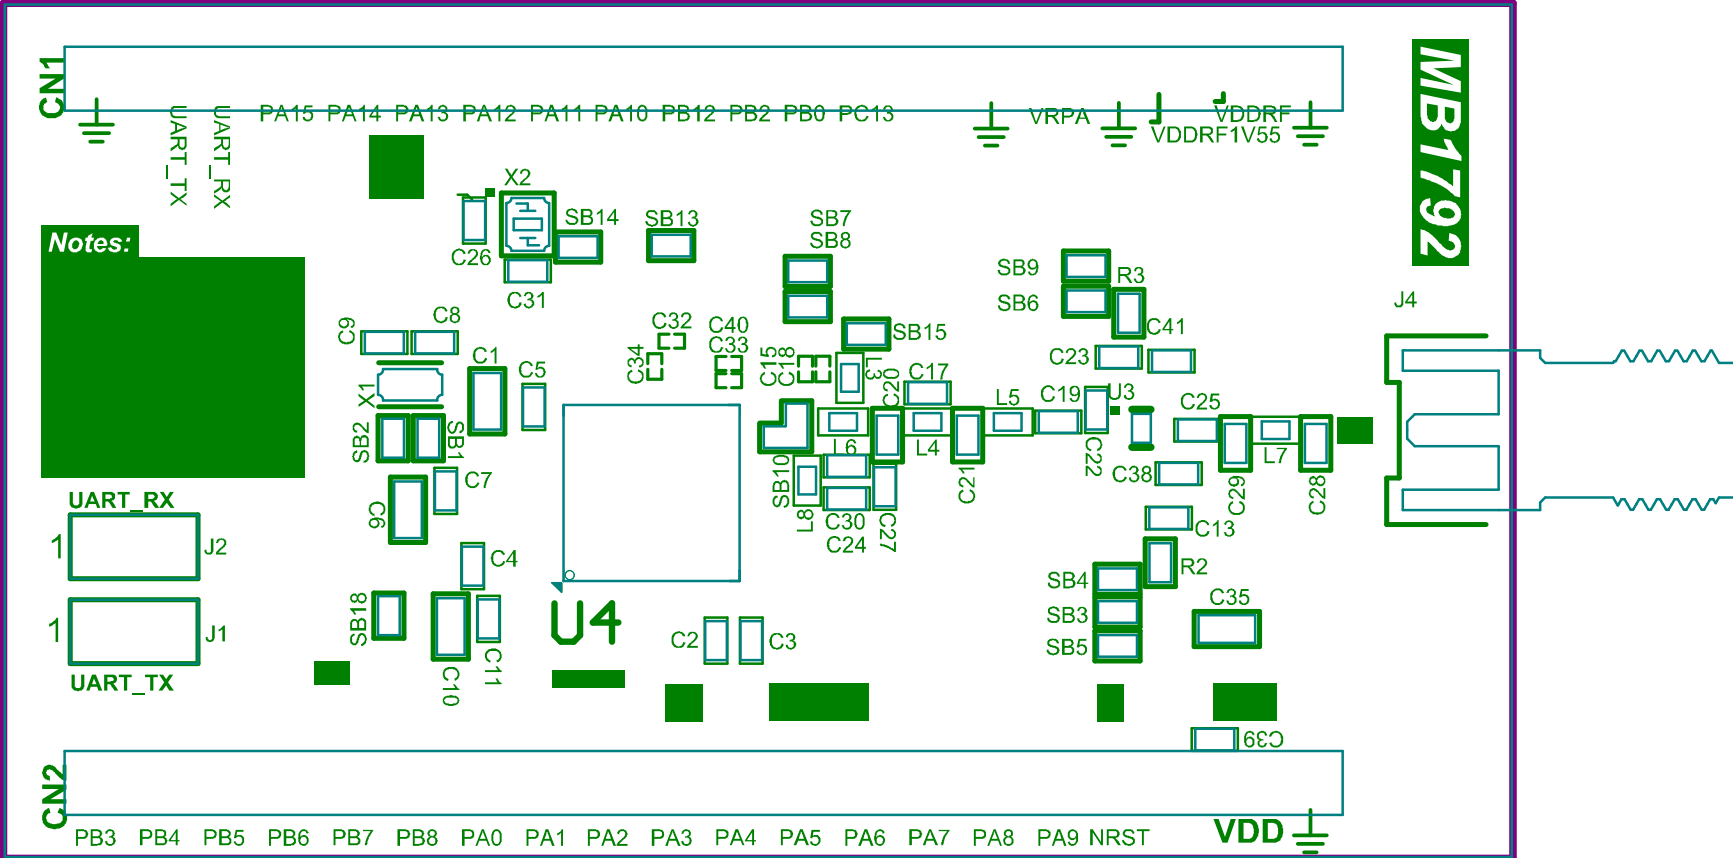 CN1
UART_TX
UART_RX
PA15 PA14 PA13 PA12 PA11 PA10 PB12 PB2 PB0 PC13
VRPA
VDDRF
VDDRF1V55
MB1792
X2
C26
SB14
SB13
C31
SB7
SB8
SB9
SB6
R3
C41
J4
Notes:
C9
C8
X1
C1
C5
C32
C34
C40
C33
C15
C18
L3
SB15
C20
C17
L5
C19
C23
U3
C25
SB2
SB1
C7
C6
SB10
L6
L4
C21
C22
C38
C29
L7
C28
L8
C30
C24
C27
C13
UART_RX
1
J2
C4
SB4
R2
SB3
C35
SB5
1
J1
UART_TX
SB18
C10
C11
U4
C2
C3
C39
CN2
PB3 PB4 PB5 PB6 PB7 PB8 PA0 PA1 PA2 PA3 PA4 PA5 PA6 PA7 PA8 PA9 NRST
VDD